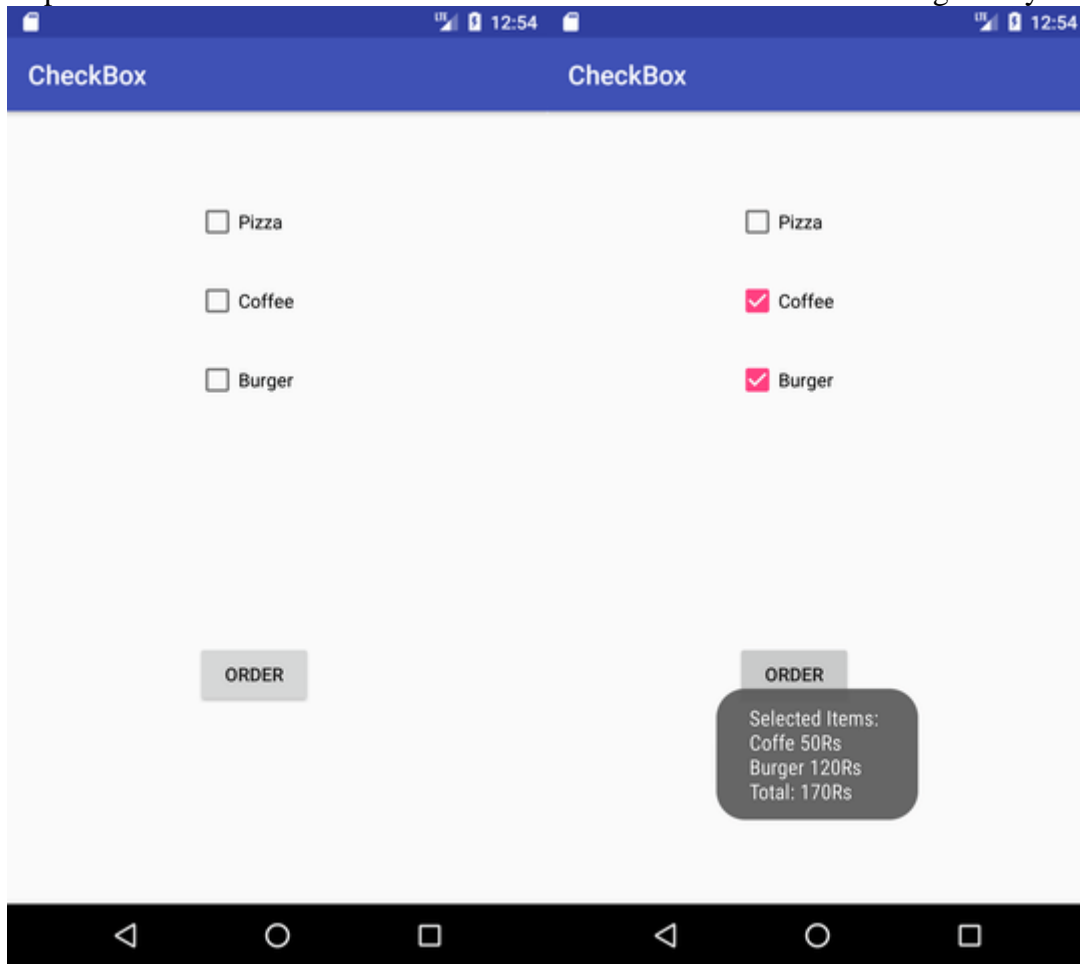 12:54
CheckBox
Pizza
Coffee
Burger
ORDER
12:54
CheckBox
Pizza
Coffee
Burger
ORDER
Selected Items:
Coffe 50Rs
Burger 120Rs
Total: 170Rs